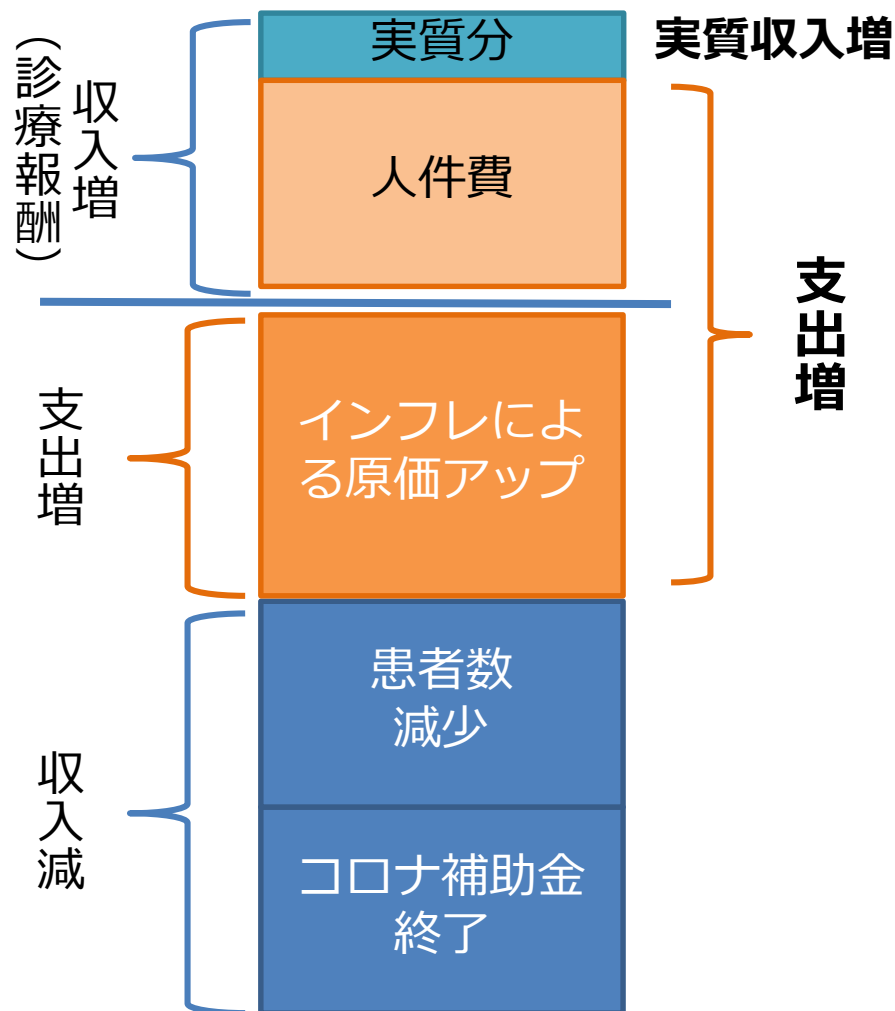 実質分
実質収入増
収入増
（診療報酬）
人件費
支出増
インフレによ
る原価アップ
支出増
患者数
減少
収入減
コロナ補助金
終了